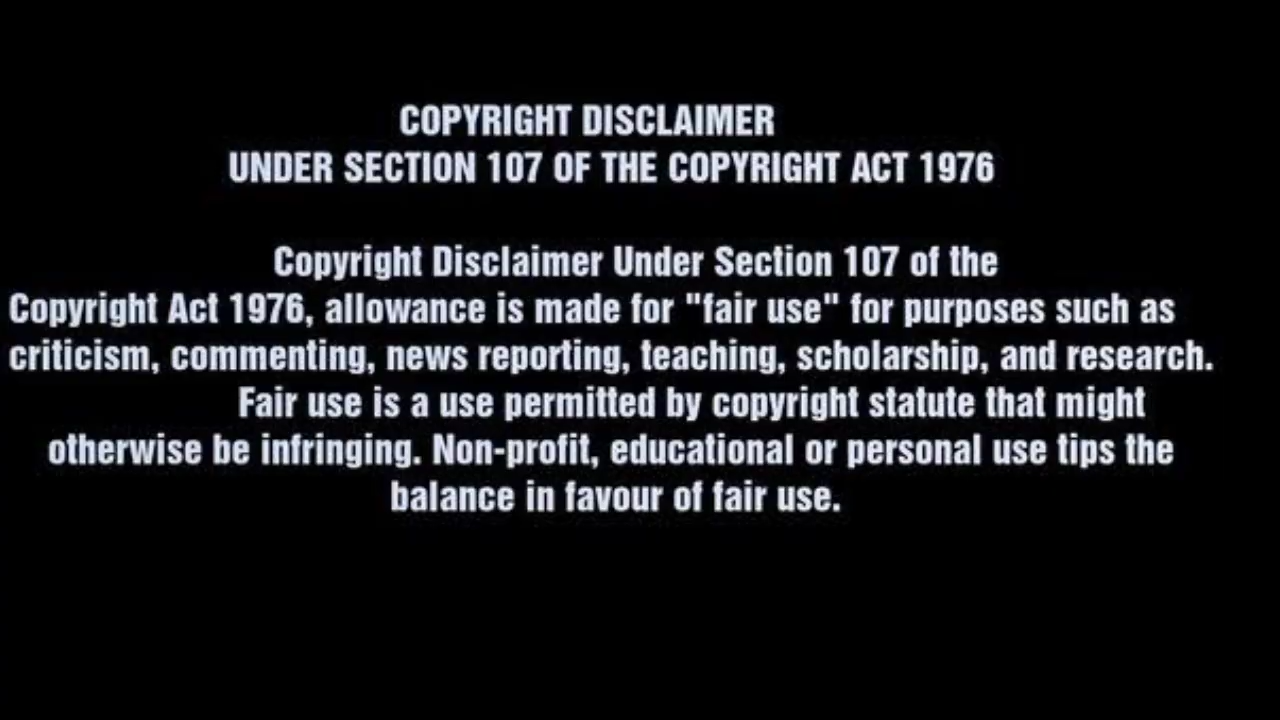 COPYRIGHT DISCLAIMER
UNDER SECTION 107 OF THE COPYRIGHT ACT 1976
Copyright Disclaimer Under Section 107 of the
Copyright Act 1976, allowance is made for "fair use" for purposes such as
criticism, commenting, news reporting, teaching, scholarship, and research.
Fair use is a use permitted by copyright statute that might
otherwise be infringing. Non-profit, educational or personal use tips the
balance in favour of fair use.